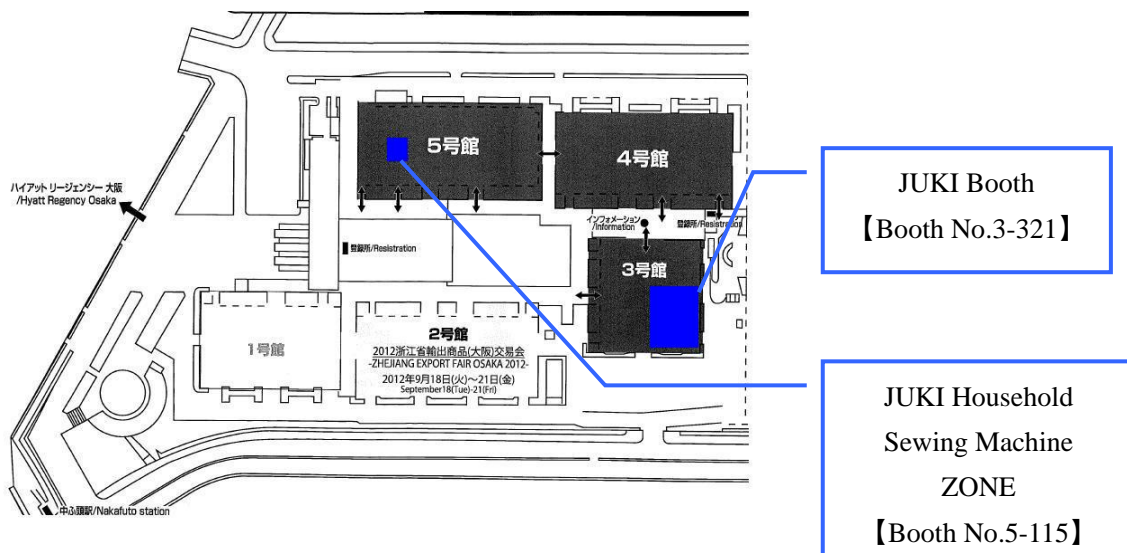 5号館
4号館
ハイアット リージェンシー 大阪
/Hyatt Regency Osaka
インフォメーション
/Information
登録所/Resistration
登録所/Resistration
3号館
1号館
2号館
2012浙江省輸出商品(大阪)交易会
-ZHEJIANG EXPORT FAIR OSAKA 2012-
2012年9月18日(火)〜21日(金)
September18(Tue)-21(Fri)
中ふ頭駅/Nakafuto station
JUKI Booth
【Booth No.3-321】
JUKI Household
Sewing Machine
ZONE
【Booth No.5-115】